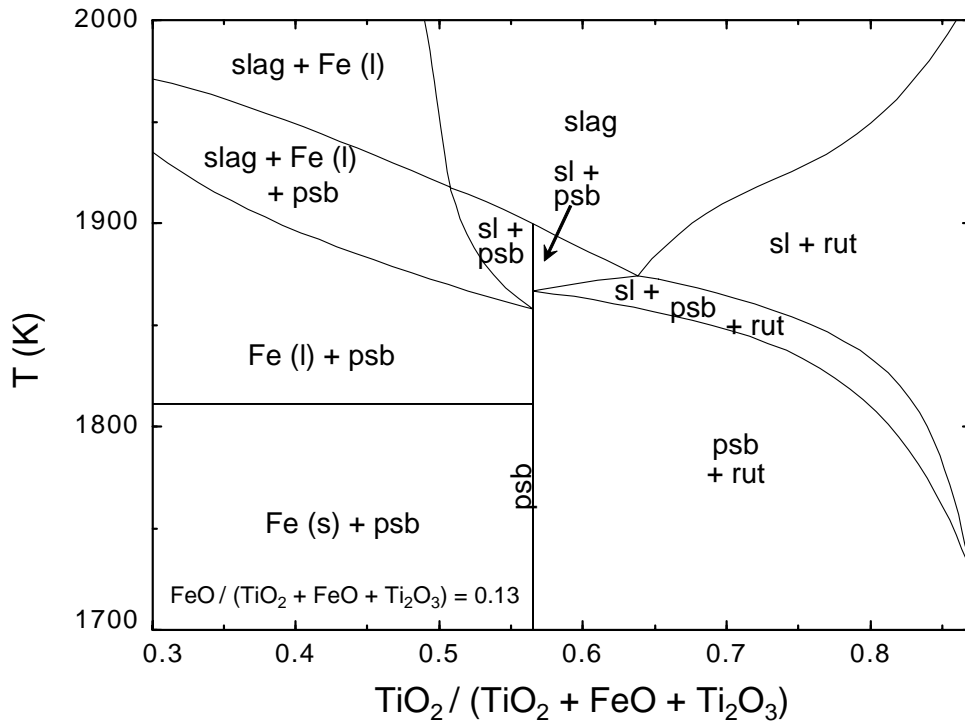 2000
slag + Fe (l)
slag
slag + Fe (l)
+ psb
sl +
psb
1900
sl +
psb
sl + rut
sl +
psb
+ rut
T (K)
Fe (l) + psb
1800
psb
+ rut
psb
Fe (s) + psb
FeO / (TiO₂ + FeO + Ti₂O₃) = 0.13
1700
0.3 0.4 0.5 0.6 0.7 0.8
TiO₂ / (TiO₂ + FeO + Ti₂O₃)